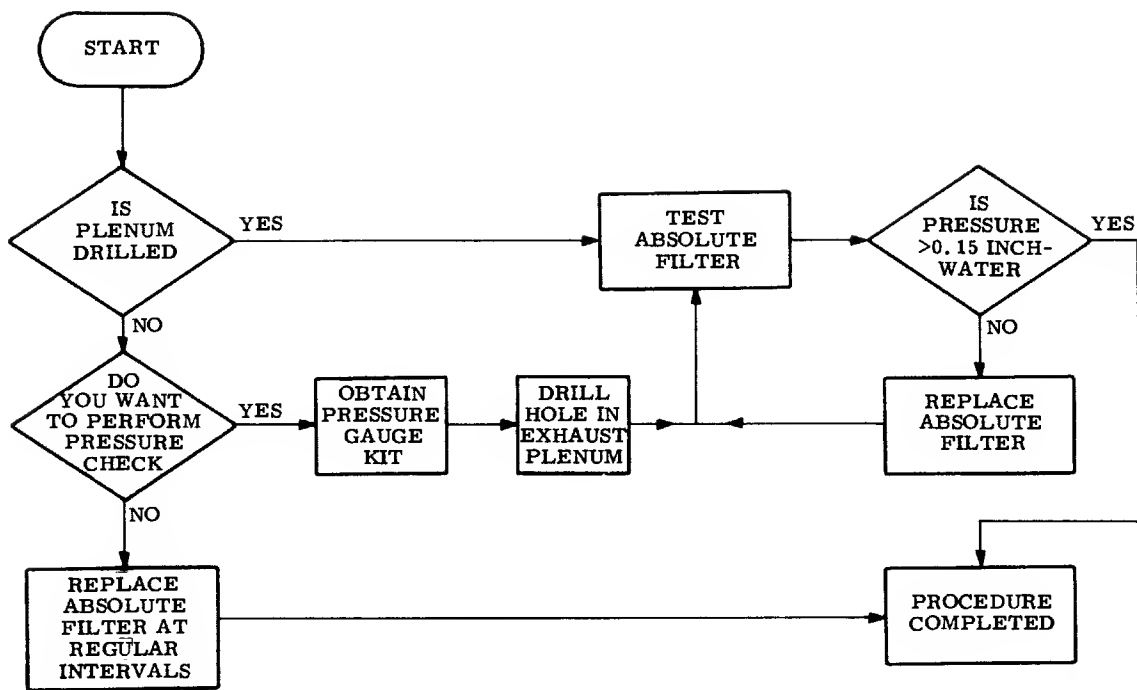 START
IS
PLENUM
DRILLED
YES
NO
TEST
ABSOLUTE
FILTER
IS
PRESSURE
>0.15 INCH-
WATER
YES
NO
DO
YOU WANT
TO PERFORM
PRESSURE
CHECK
YES
NO
OBTAIN
PRESSURE
GAUGE
KIT
DRILL
HOLE IN
EXHAUST
PLENUM
REPLACE
ABSOLUTE
FILTER
REPLACE
ABSOLUTE
FILTER AT
REGULAR
INTERVALS
PROCEDURE
COMPLETED